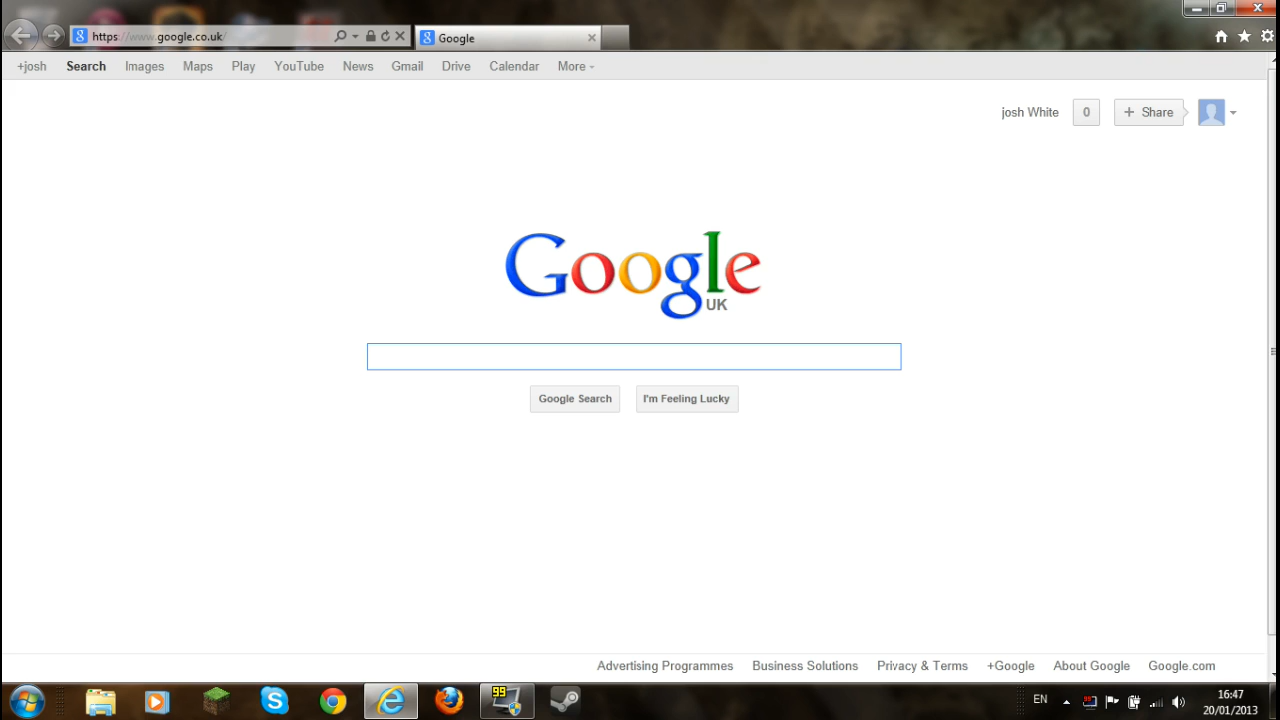 https://www.google.co.uk/
Google
+josh Search Images Maps Play YouTube News Gmail Drive Calendar More
josh White 0 + Share
Google
UK
Google Search I'm Feeling Lucky
Advertising Programmes Business Solutions Privacy & Terms +Google About Google Google.com
99
EN
16:47
20/01/2013